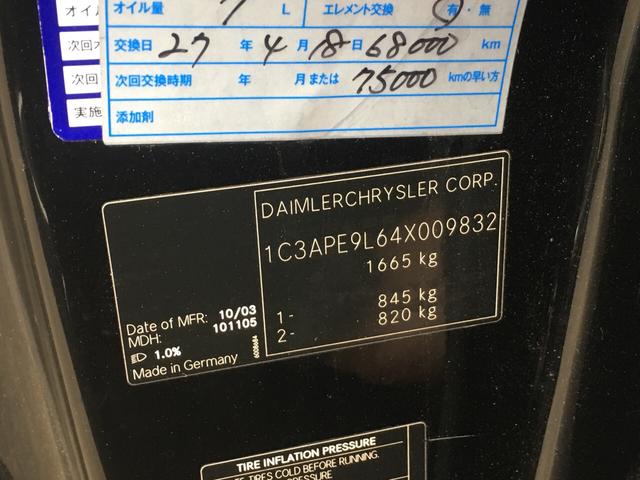 オイル量 7 L エレメント交換 有・無
交換日 27 年 4 月 18 日 68000 km
次回
次回交換時期 年 月または 75000 kmの早い方
次回
実施
添加剤
DAIMLERCHRYSLER CORP.
1C3APE9L64X009832
1665 kg
1- 845 kg
2- 820 kg
Date of MFR: 10/03
MDH: 101105
1.0%
Made in Germany
TIRE INFLATION PRESSURE
TIRES COLD BEFORE RUNNING.
PRESSURE